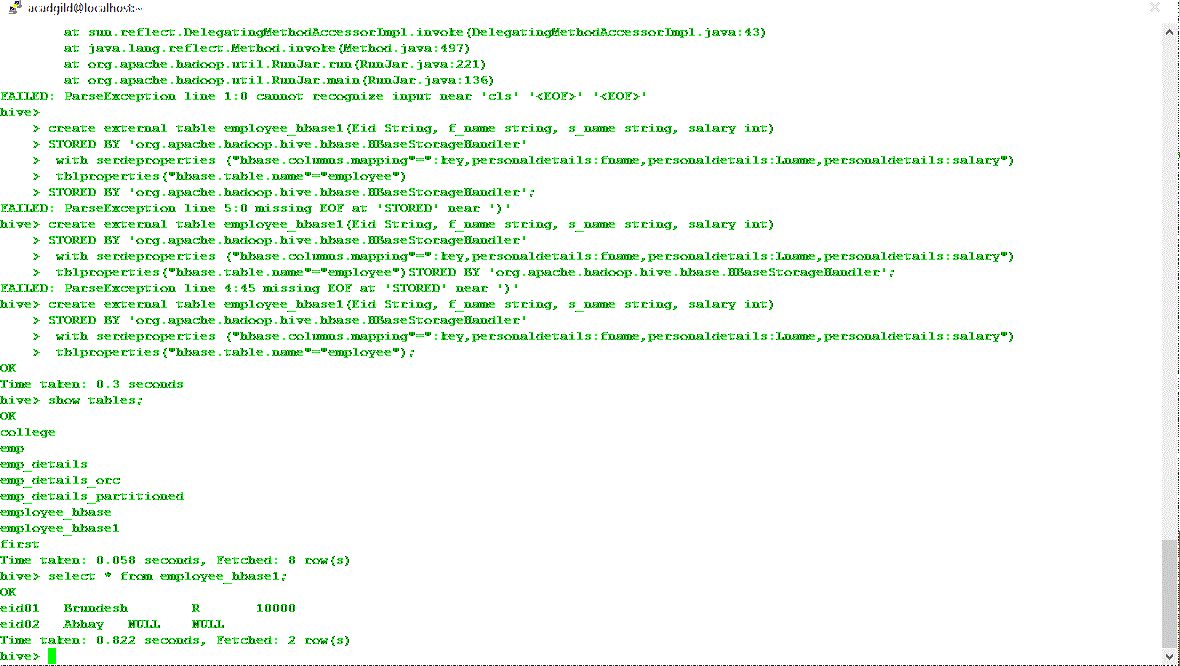 acadgild@localhost:~
at sun.reflect.DelegatingMethodAccessorImpl.invoke(DelegatingMethodAccessorImpl.java:43)
at java.lang.reflect.Method.invoke(Method.java:497)
at org.apache.hadoop.util.RunJar.run(RunJar.java:221)
at org.apache.hadoop.util.RunJar.main(RunJar.java:136)
FAILED: ParseException line 1:0 cannot recognize input near 'cls' '<EOF>' '<EOF>'
hive>
> create external table employee_hbase1(Eid String, f_name string, s_name string, salary int)
> STORED BY 'org.apache.hadoop.hive.hbase.HBaseStorageHandler'
> with serdeproperties ("hbase.columns.mapping"=":key,personaldetails:fname,personaldetails:Lname,personaldetails:salary")
> tblproperties("hbase.table.name"="employee")
> STORED BY 'org.apache.hadoop.hive.hbase.HBaseStorageHandler';
FAILED: ParseException line 5:0 missing EOF at 'STORED' near ')'
hive> create external table employee_hbase1(Eid String, f_name string, s_name string, salary int)
> STORED BY 'org.apache.hadoop.hive.hbase.HBaseStorageHandler'
> with serdeproperties ("hbase.columns.mapping"=":key,personaldetails:fname,personaldetails:Lname,personaldetails:salary")
> tblproperties("hbase.table.name"="employee")STORED BY 'org.apache.hadoop.hive.hbase.HBaseStorageHandler';
FAILED: ParseException line 4:45 missing EOF at 'STORED' near ')'
hive> create external table employee_hbase1(Eid String, f_name string, s_name string, salary int)
> STORED BY 'org.apache.hadoop.hive.hbase.HBaseStorageHandler'
> with serdeproperties ("hbase.columns.mapping"=":key,personaldetails:fname,personaldetails:Lname,personaldetails:salary")
> tblproperties("hbase.table.name"="employee");
OK
Time taken: 0.3 seconds
hive> show tables;
OK
college
emp
emp_details
emp_details_orc
emp_details_partitioned
employee_hbase
employee_hbase1
first
Time taken: 0.058 seconds, Fetched: 8 row(s)
hive> select * from employee_hbase1;
OK
eid01 Brundesh R 10000
eid02 Abhay NULL NULL
Time taken: 0.822 seconds, Fetched: 2 row(s)
hive>